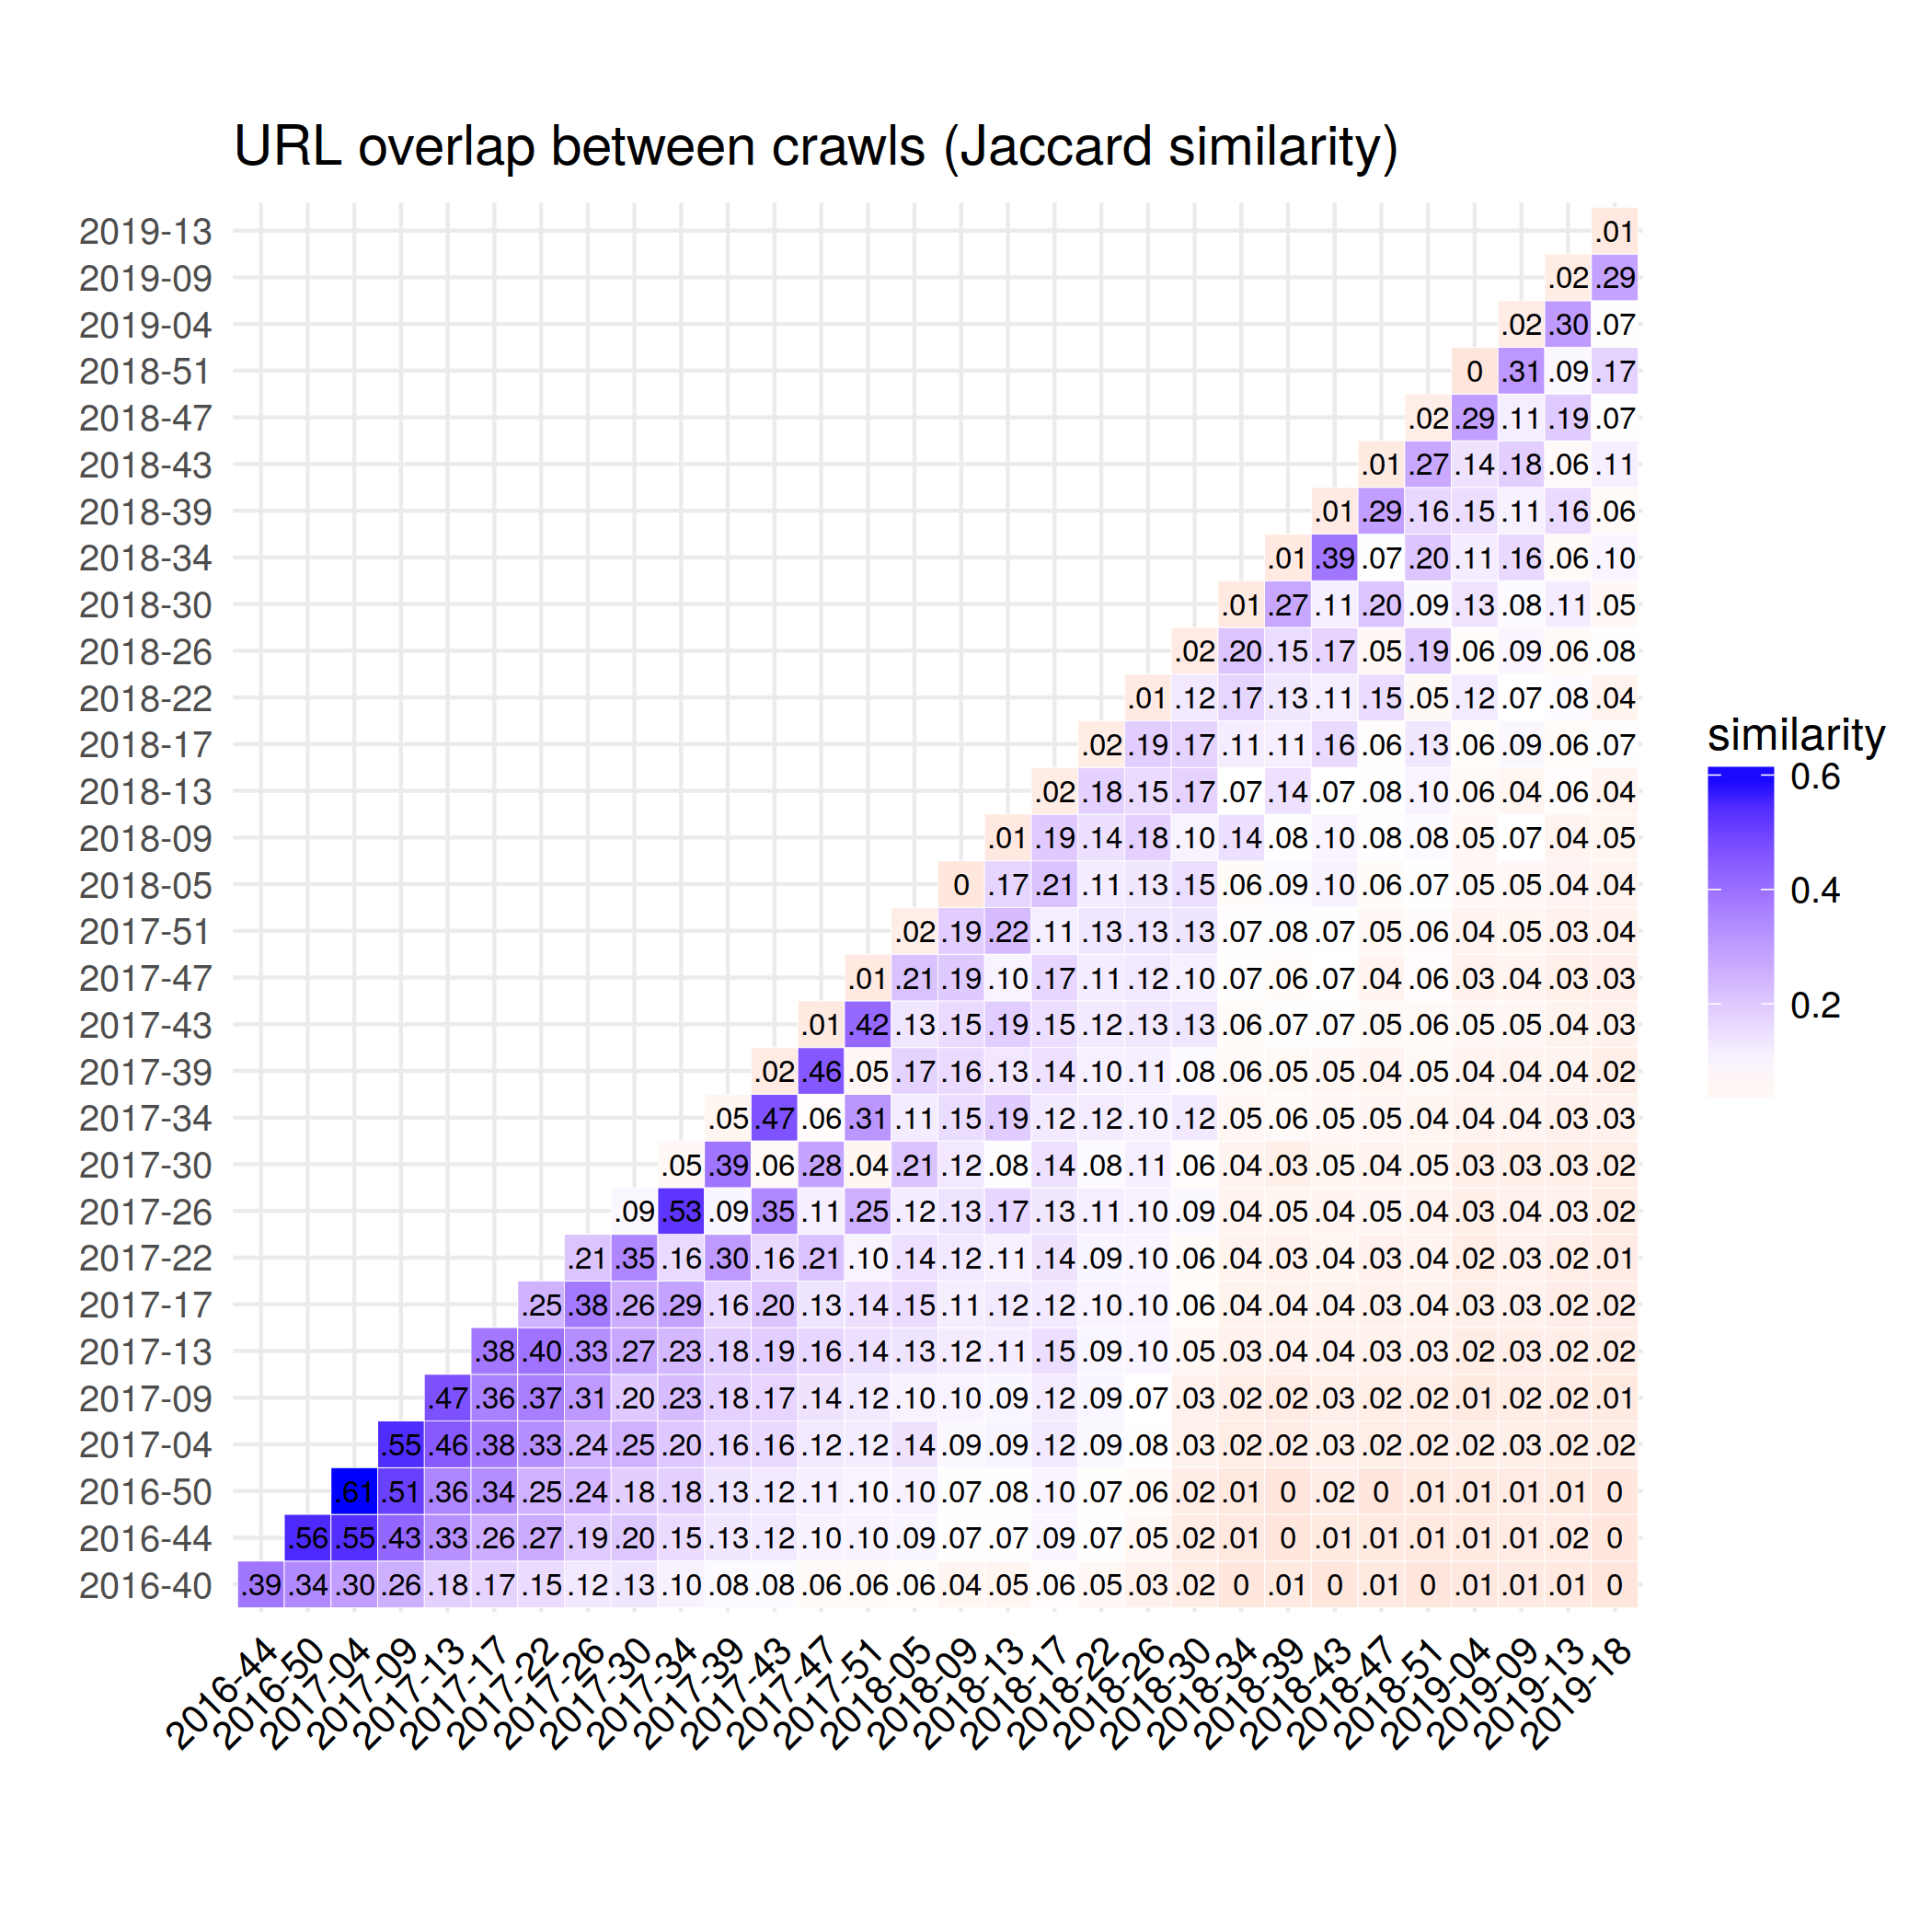 URL overlap between crawls (Jaccard similarity)
2019-13 .01
2019-09 .02 .29
2019-04 .02 .30 .07
2018-51 0 .31 .09 .17
2018-47 .02 .29 .11 .19 .07
2018-43 .01 .27 .14 .18 .06 .11
2018-39 .01 .29 .16 .15 .11 .16 .06
2018-34 .01 .39 .07 .20 .11 .16 .06 .10
2018-30 .01 .27 .11 .20 .09 .13 .08 .11 .05
2018-26 .02 .20 .15 .17 .05 .19 .06 .09 .06 .08
2018-22 .01 .12 .17 .13 .11 .15 .05 .12 .07 .08 .04
2018-17 .02 .19 .17 .11 .11 .16 .06 .13 .06 .09 .06 .07
2018-13 .02 .18 .15 .17 .07 .14 .07 .08 .10 .06 .04 .06 .04
2018-09 .01 .19 .14 .18 .10 .14 .08 .10 .08 .08 .05 .07 .04 .05
2018-05 0 .17 .21 .11 .13 .15 .06 .09 .10 .06 .07 .05 .05 .04 .04
2017-51 .02 .19 .22 .11 .13 .13 .13 .07 .08 .07 .05 .06 .04 .05 .03 .04
2017-47 .01 .21 .19 .10 .17 .11 .12 .10 .07 .06 .07 .04 .06 .03 .04 .03 .03
2017-43 .01 .42 .13 .15 .19 .15 .12 .13 .13 .06 .07 .07 .05 .06 .05 .05 .04 .03
2017-39 .02 .46 .05 .17 .16 .13 .14 .10 .11 .08 .06 .05 .05 .04 .05 .04 .04 .04 .02
2017-34 .05 .47 .06 .31 .11 .15 .19 .12 .12 .10 .12 .05 .06 .05 .05 .04 .04 .04 .03 .03
2017-30 .05 .39 .06 .28 .04 .21 .12 .08 .14 .08 .11 .06 .04 .03 .05 .04 .05 .03 .03 .03 .02
2017-26 .09 .53 .09 .35 .11 .25 .12 .13 .17 .13 .11 .10 .09 .04 .05 .04 .05 .04 .03 .04 .03 .02
2017-22 .21 .35 .16 .30 .16 .21 .10 .14 .12 .11 .14 .09 .10 .06 .04 .03 .04 .03 .04 .02 .03 .02 .01
2017-17 .25 .38 .26 .29 .16 .20 .13 .14 .15 .11 .12 .12 .10 .10 .06 .04 .04 .04 .03 .04 .03 .03 .02 .02
2017-13 .38 .40 .33 .27 .23 .18 .19 .16 .14 .13 .12 .11 .15 .09 .10 .05 .03 .04 .04 .03 .03 .02 .03 .02 .02
2017-09 .47 .36 .37 .31 .20 .23 .18 .17 .14 .12 .10 .10 .09 .12 .09 .07 .03 .02 .02 .03 .02 .02 .01 .02 .02 .01
2017-04 .55 .46 .38 .33 .24 .25 .20 .16 .16 .12 .12 .14 .09 .09 .12 .09 .08 .03 .02 .02 .03 .02 .02 .02 .03 .02 .02
2016-50 .61 .51 .36 .34 .25 .24 .18 .18 .13 .12 .11 .10 .10 .07 .08 .10 .07 .06 .02 .01 0 .02 0 .01 .01 .01 .01 0
2016-44 .56 .55 .43 .33 .26 .27 .19 .20 .15 .13 .12 .10 .10 .09 .07 .07 .09 .07 .05 .02 .01 0 .01 .01 .01 .01 .01 .02 0
2016-40 .39 .34 .30 .26 .18 .17 .15 .12 .13 .10 .08 .08 .06 .06 .06 .04 .05 .06 .05 .03 .02 0 .01 0 .01 0 .01 .01 .01 0
2016-44 2016-50 2017-04 2017-09 2017-13 2017-17 2017-22 2017-26 2017-30 2017-34 2017-39 2017-43 2017-47 2017-51 2018-05 2018-09 2018-13 2018-17 2018-22 2018-26 2018-30 2018-34 2018-39 2018-43 2018-47 2018-51 2019-04 2019-09 2019-13 2019-18
similarity
0.6
0.4
0.2